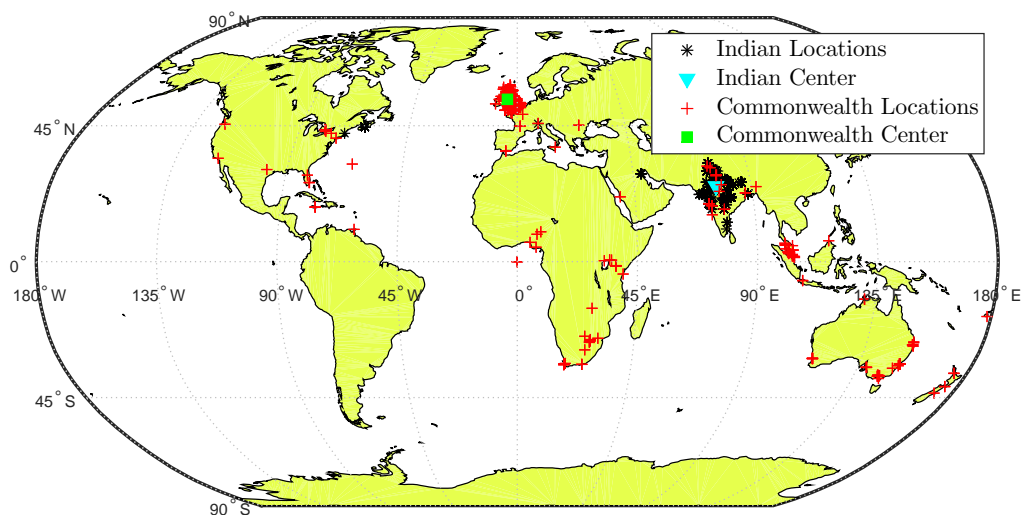 90°N
Indian Locations
Indian Center
Commonwealth Locations
Commonwealth Center
45°N
0°
180°W
135°W
90°W
45°W
0°
45°E
90°E
135°E
180°E
45°S
90°S